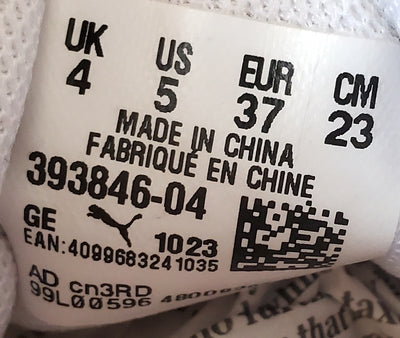 UK US EUR CM
4 5 37 23
MADE IN CHINA
FABRIQUÉ EN CHINE
393846-04
GE 1023
EAN:4099683241035
AD cn3RD
99L00596